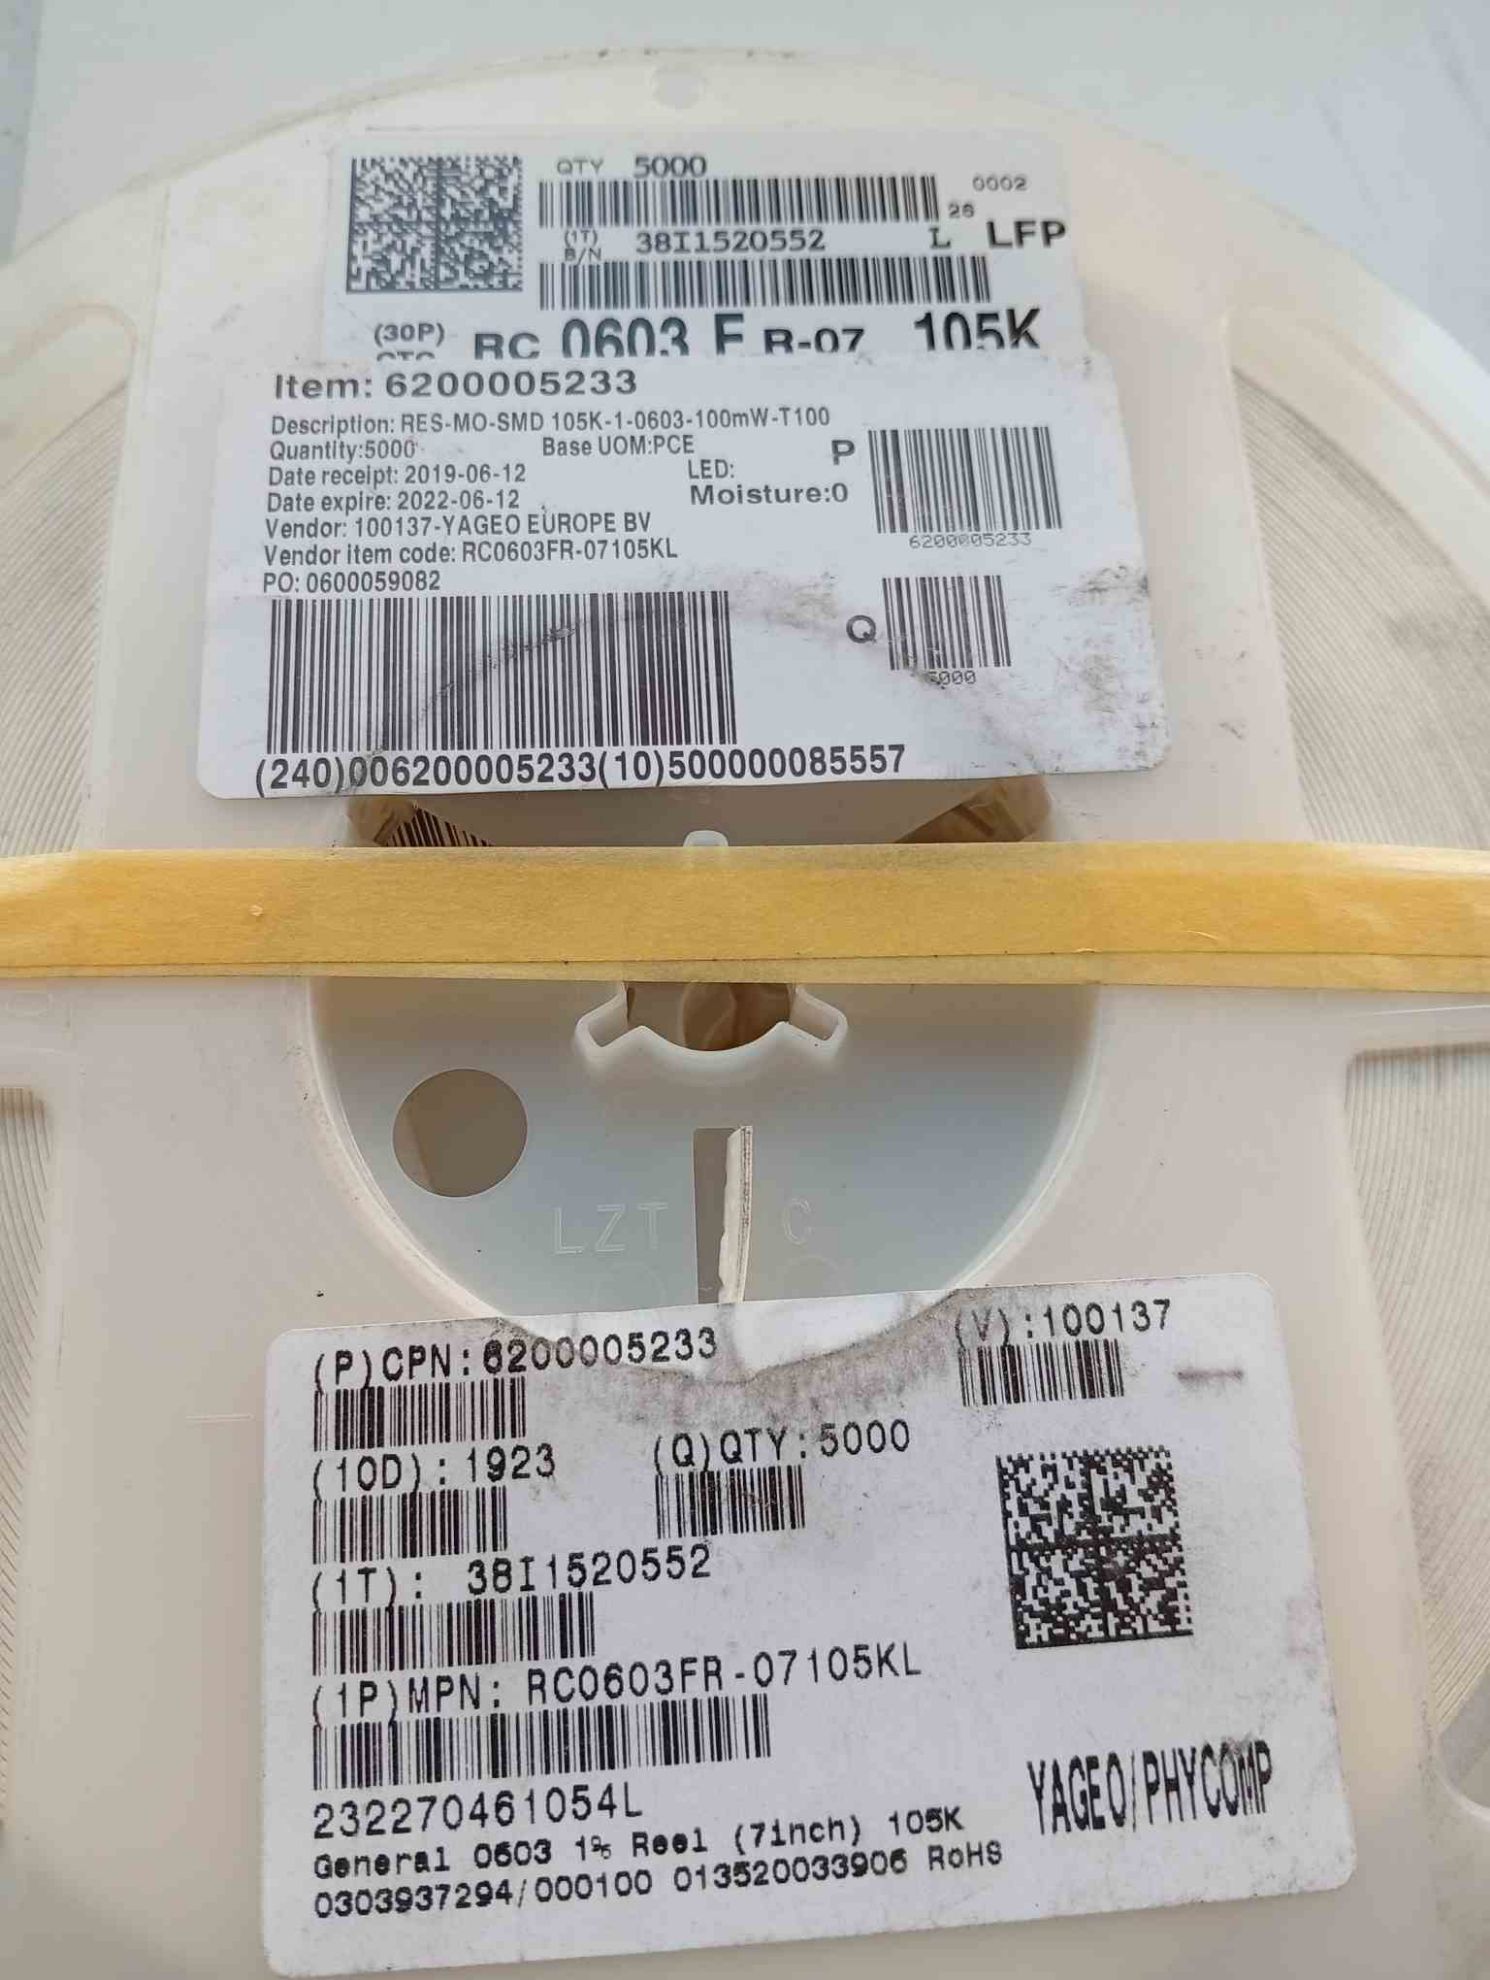 QTY 5000
0002
26
(1T) B/N 38I1520552 L LFP
(30P) RC 0603 F R-07 105K
Item: 6200005233
Description: RES-MO-SMD 105K-1-0603-100mW-T100
Quantity:5000 Base UOM:PCE P
Date receipt: 2019-06-12 LED:
Date expire: 2022-06-12 Moisture:0
Vendor: 100137-YAGEO EUROPE BV
6200005233
Vendor item code: RC0603FR-07105KL
PO: 0600059082
Q
5000
(240)006200005233(10)500000085557
LZT C
(P)CPN:6200005233 (V):100137
(10D):1923 (Q)QTY:5000
(1T): 38I1520552
(1P)MPN: RC0603FR-07105KL
232270461054L
YAGEO/PHYCOMP
General 0603 1% Reel (7inch) 105K
0303937294/000100 013520033906 RoHS